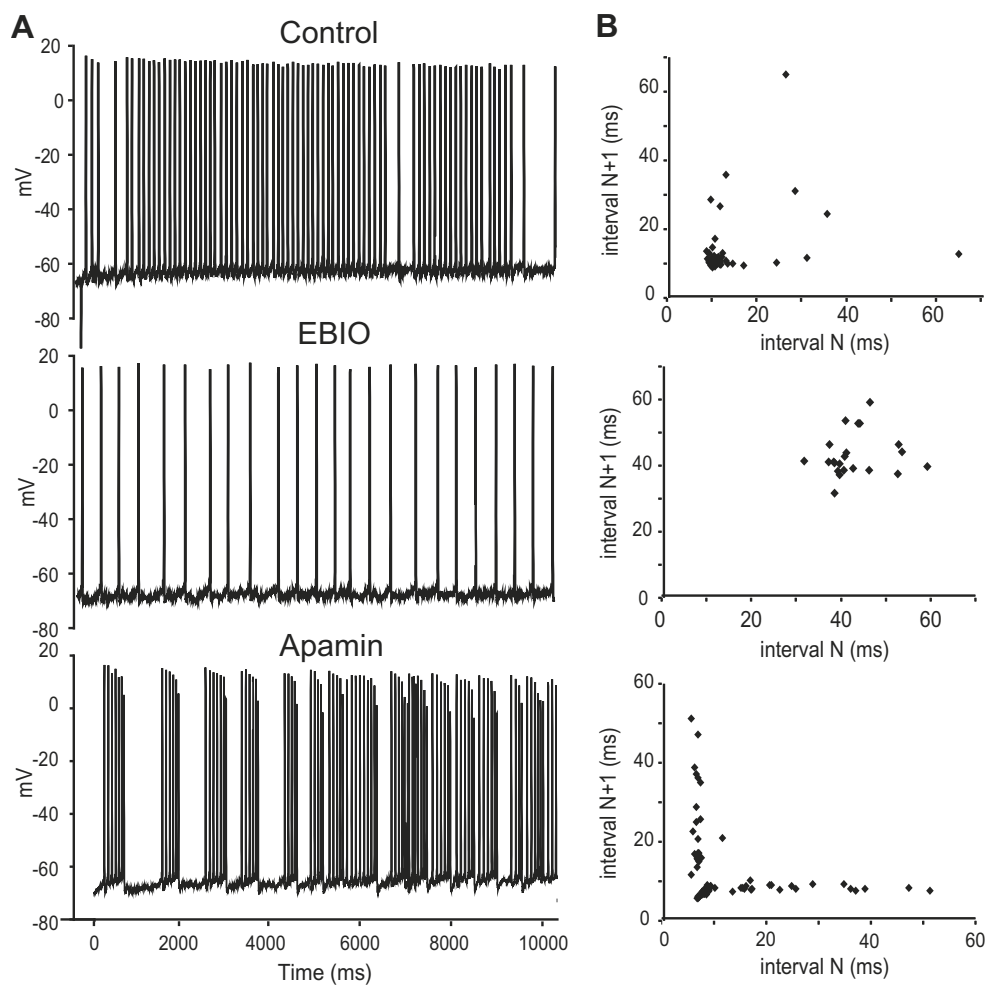 A
Control
20
0
-20
-40
-60
-80
mV
EBIO
20
0
-20
-40
-60
-80
mV
Apamin
20
0
-20
-40
-60
-80
mV
0 2000 4000 6000 8000 10000
Time (ms)
B
60
40
20
0
interval N+1 (ms)
0 20 40 60
interval N (ms)
60
40
20
0
interval N+1 (ms)
0 20 40 60
interval N (ms)
60
40
20
0
interval N+1 (ms)
0 20 40 60
interval N (ms)